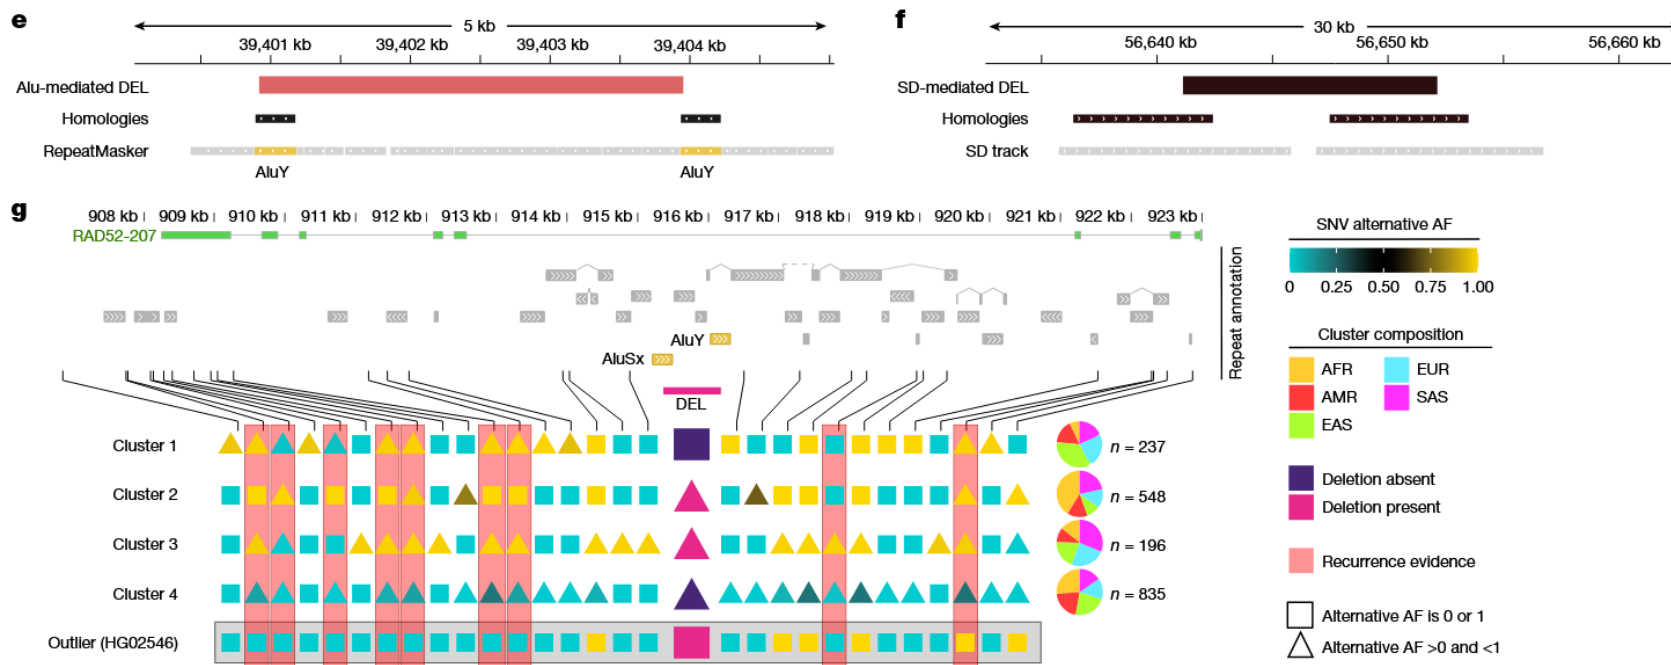 e
5 kb
39,401 kb 39,402 kb 39,403 kb 39,404 kb
Alu-mediated DEL
Homologies
RepeatMasker
AluY AluY
f
30 kb
56,640 kb 56,650 kb 56,660 kb
SD-mediated DEL
Homologies
SD track
g
908 kb 909 kb 910 kb 911 kb 912 kb 913 kb 914 kb 915 kb 916 kb 917 kb 918 kb 919 kb 920 kb 921 kb 922 kb 923 kb
RAD52-207
Repeat annotation
AluY
AluSx
DEL
Cluster 1 n = 237
Cluster 2 n = 548
Cluster 3 n = 196
Cluster 4 n = 835
Outlier (HG02546)
SNV alternative AF
0 0.25 0.50 0.75 1.00
Cluster composition
AFR EUR
AMR SAS
EAS
Deletion absent
Deletion present
Recurrence evidence
Alternative AF is 0 or 1
Alternative AF >0 and <1